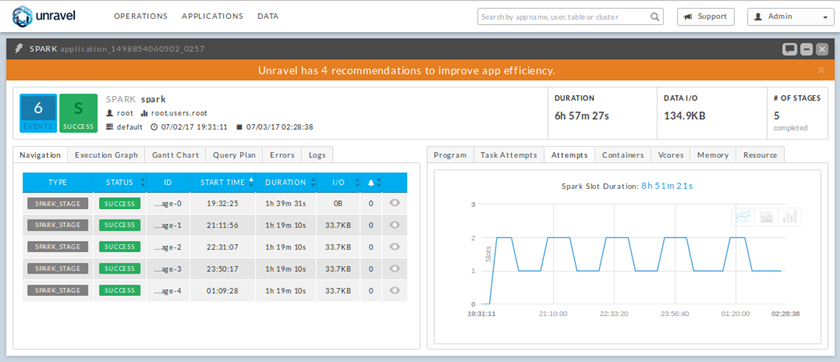 unravel OPERATIONS APPLICATIONS DATA Search by app name, user, table or cluster Support Admin
SPARK application_1498854060502_0257
Unravel has 4 recommendations to improve app efficiency.
6 EVENTS
S SUCCESS
SPARK spark
root root.users.root
default 07/02/17 19:31:11 07/03/17 02:28:38
DURATION
6h 57m 27s
DATA I/O
134.9KB
# OF STAGES
5
completed
Navigation Execution Graph Gantt Chart Query Plan Errors Logs
TYPE STATUS ID START TIME DURATION I/O
SPARK_STAGE SUCCESS ...age-0 19:32:25 1h 39m 31s 0B 0
SPARK_STAGE SUCCESS ...age-1 21:11:56 1h 19m 10s 33.7KB 0
SPARK_STAGE SUCCESS ...age-2 22:31:07 1h 19m 10s 33.7KB 0
SPARK_STAGE SUCCESS ...age-3 23:50:17 1h 19m 10s 33.7KB 0
SPARK_STAGE SUCCESS ...age-4 01:09:28 1h 19m 10s 33.7KB 0
Program Task Attempts Attempts Containers Vcores Memory Resource
Spark Slot Duration: 8h 51m 21s
3
2
1
0
Slots
19:31:11 21:10:00 22:33:20 23:56:40 01:20:00 02:28:38